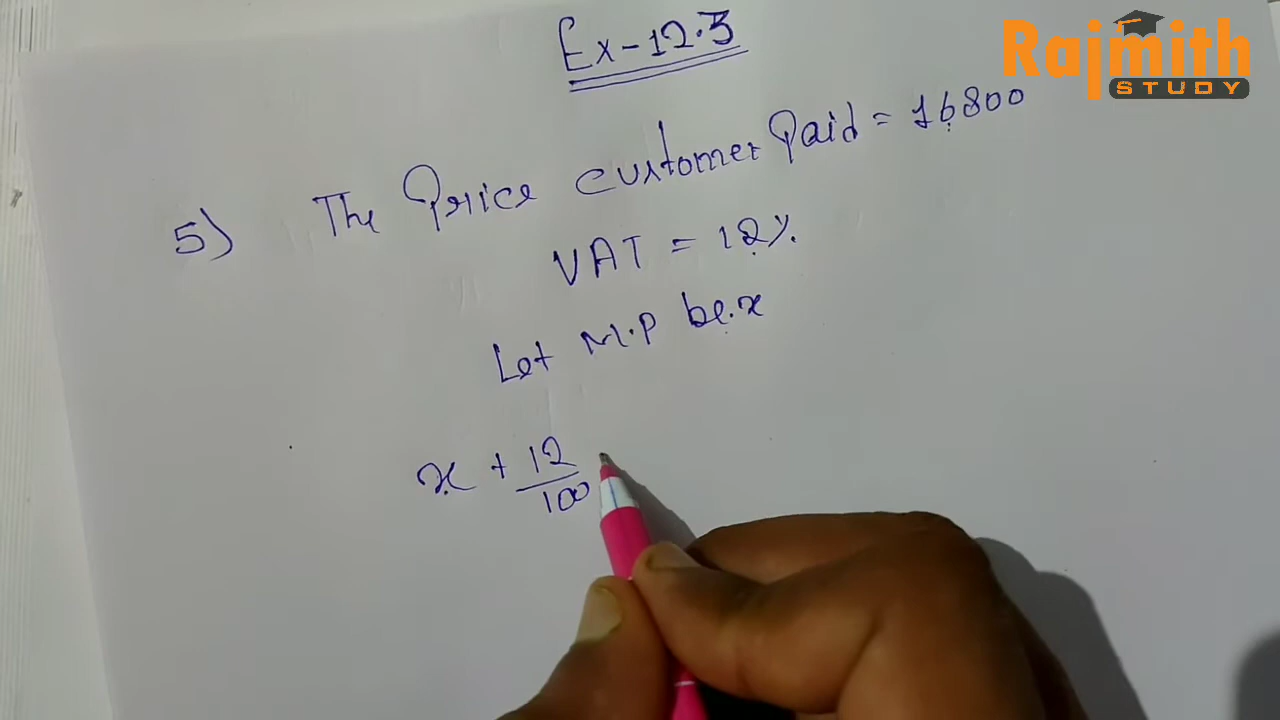 Ex-12.3
Rajmith
STUDY
5) The Price customer Paid = 16800
VAT = 12%
Let M.P be.x
x + 12/100